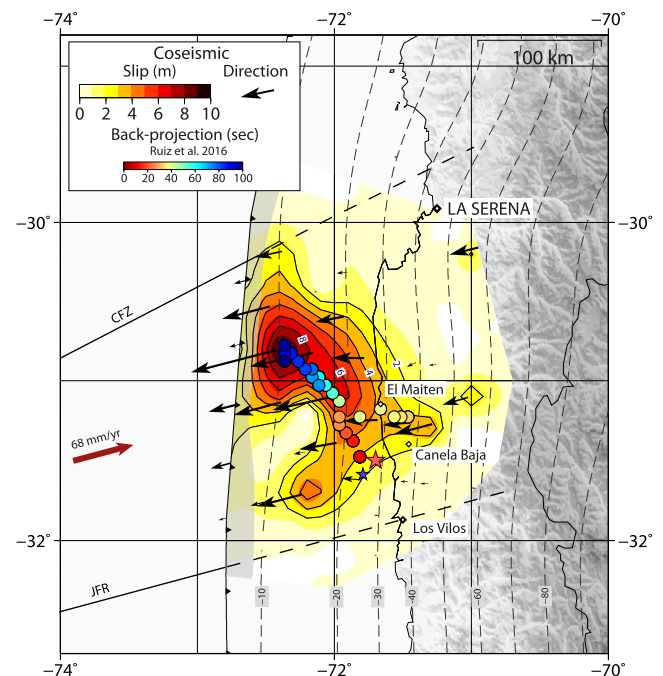 −74°
−72°
−70°
Coseismic
Slip (m)
Direction
0 2 4 6 8 10
Back-projection (sec)
Ruiz et al. 2016
0 20 40 60 80 100
100 km
LA SERENA
−30°
−30°
CFZ
8
6
4
2
El Maiten
68 mm/yr
Canela Baja
Los Vilos
−32°
−32°
JFR
−10
−20
−30
−40
−60
−80
−74°
−72°
−70°